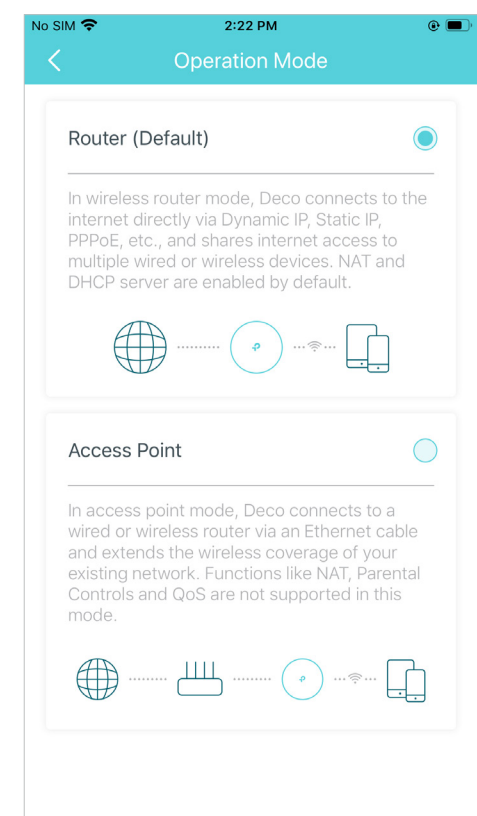 No SIM 2:22 PM
Operation Mode
Router (Default)
In wireless router mode, Deco connects to the
internet directly via Dynamic IP, Static IP,
PPPoE, etc., and shares internet access to
multiple wired or wireless devices. NAT and
DHCP server are enabled by default.
Access Point
In access point mode, Deco connects to a
wired or wireless router via an Ethernet cable
and extends the wireless coverage of your
existing network. Functions like NAT, Parental
Controls and QoS are not supported in this
mode.